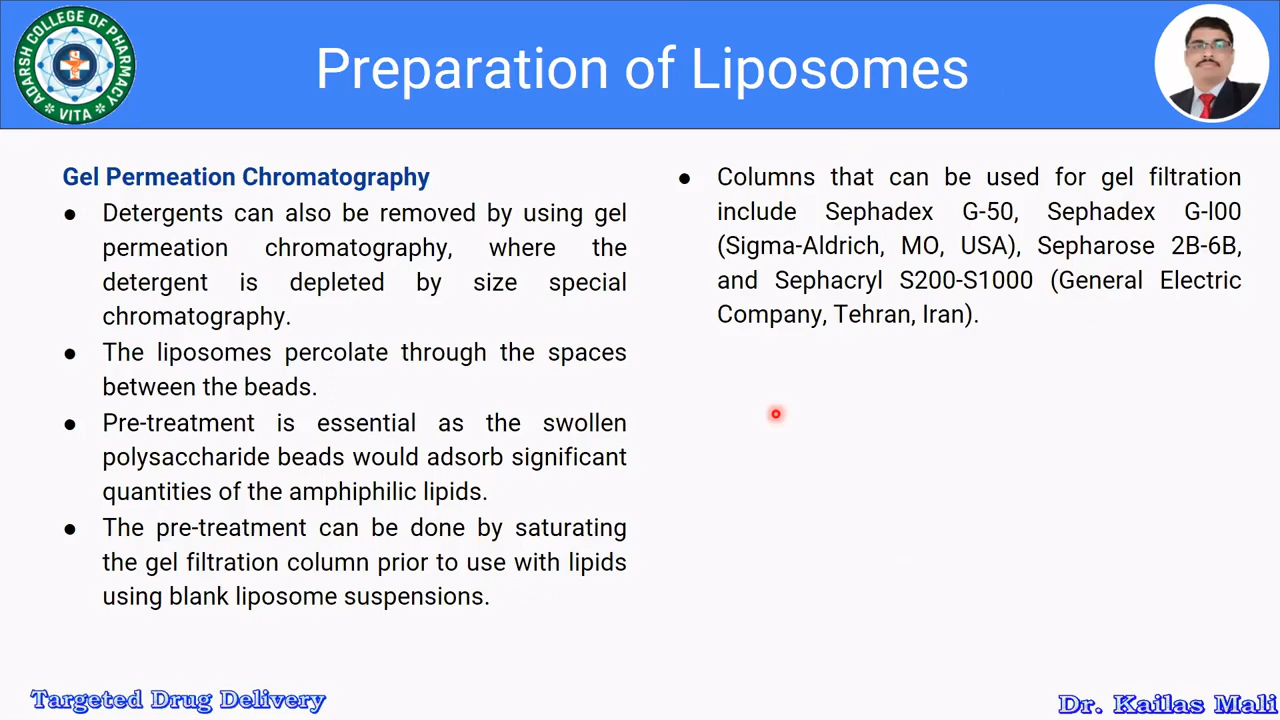 ADARSH COLLEGE OF PHARMACY
VITA
Preparation of Liposomes
Gel Permeation Chromatography
● Detergents can also be removed by using gel
permeation chromatography, where the
detergent is depleted by size special
chromatography.
● The liposomes percolate through the spaces
between the beads.
● Pre-treatment is essential as the swollen
polysaccharide beads would adsorb significant
quantities of the amphiphilic lipids.
● The pre-treatment can be done by saturating
the gel filtration column prior to use with lipids
using blank liposome suspensions.
● Columns that can be used for gel filtration
include Sephadex G-50, Sephadex G-l00
(Sigma-Aldrich, MO, USA), Sepharose 2B-6B,
and Sephacryl S200-S1000 (General Electric
Company, Tehran, Iran).
Targeted Drug Delivery
Dr. Kailas Mali